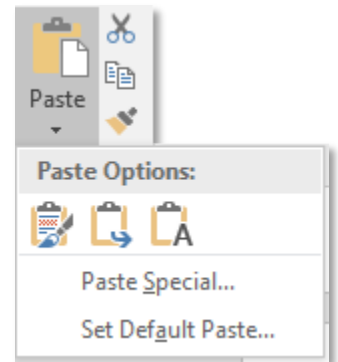 Paste
Paste Options:
A
Paste Special...
Set Default Paste...